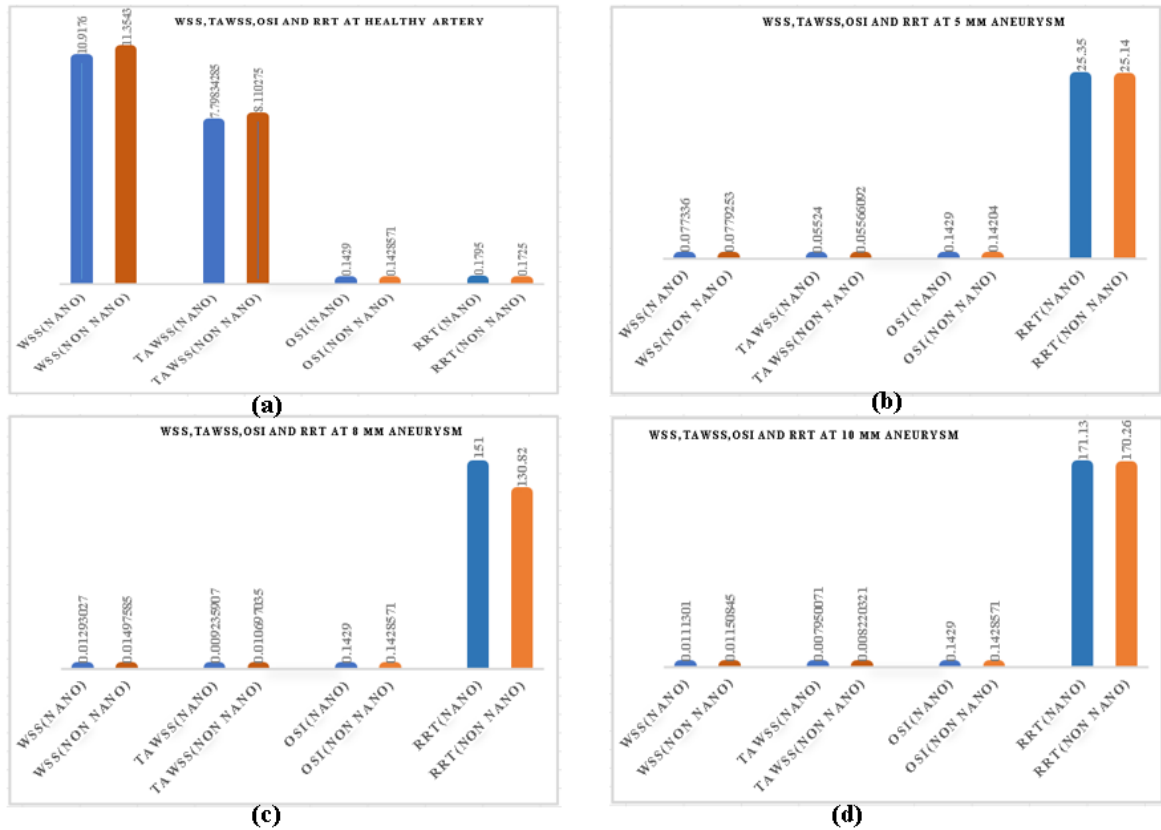 WSS,TAWSS,OSI AND RRT AT HEALTHY ARTERY
10.9176
11.3543
7.79834285
8.110275
0.1429
0.1428571
0.1795
0.1725
WSS(NANO)
WSS(NON NANO)
TAWSS(NANO)
TAWSS(NON NANO)
OSI(NANO)
OSI(NON NANO)
RRT(NANO)
RRT(NON NANO)
(a)
WSS,TAWSS,OSI AND RRT AT 5 MM ANEURYSM
0.077336
0.0779253
0.05524
0.05566092
0.1429
0.14204
25.35
25.14
WSS(NANO)
WSS(NON NANO)
TAWSS(NANO)
TAWSS(NON NANO)
OSI(NANO)
OSI(NON NANO)
RRT(NANO)
RRT(NON NANO)
(b)
WSS,TAWSS,OSI AND RRT AT 8 MM ANEURYSM
0.01293027
0.01497585
0.009235907
0.010697035
0.1429
0.1428571
151
130.82
WSS(NANO)
WSS(NON NANO)
TAWSS(NANO)
TAWSS(NON NANO)
OSI(NANO)
OSI(NON NANO)
RRT(NANO)
RRT(NON NANO)
(c)
WSS,TAWSS,OSI AND RRT AT 10 MM ANEURYSM
0.0111301
0.01150845
0.007950071
0.008220321
0.1429
0.1428571
171.13
170.26
WSS(NANO)
WSS(NON NANO)
TAWSS(NANO)
TAWSS(NON NANO)
OSI(NANO)
OSI(NON NANO)
RRT(NANO)
RRT(NON NANO)
(d)